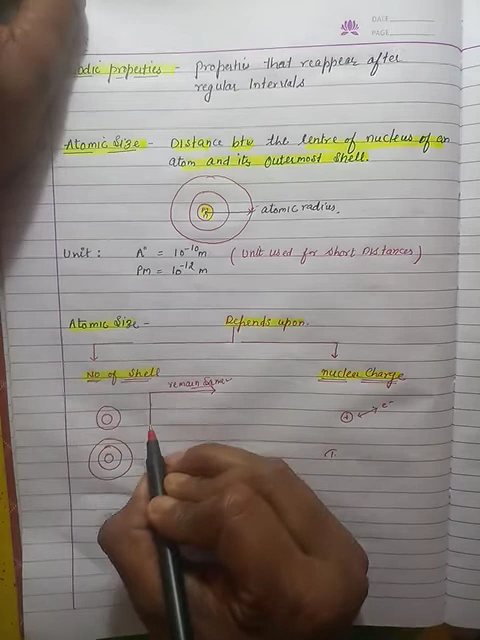 DATE
PAGE
odic properties - properties that reappear after
regular Intervals
Atomic Size - Distance btw the centre of nucleus of an
atom and its outermost shell.
atomic radius.
Unit : A° = 10-10 m (Unit used for short Distances)
Pm = 10-12 m
Atomic Size - Depends upon.
NO of Shell nuclear Charge
remain Same
+ e-